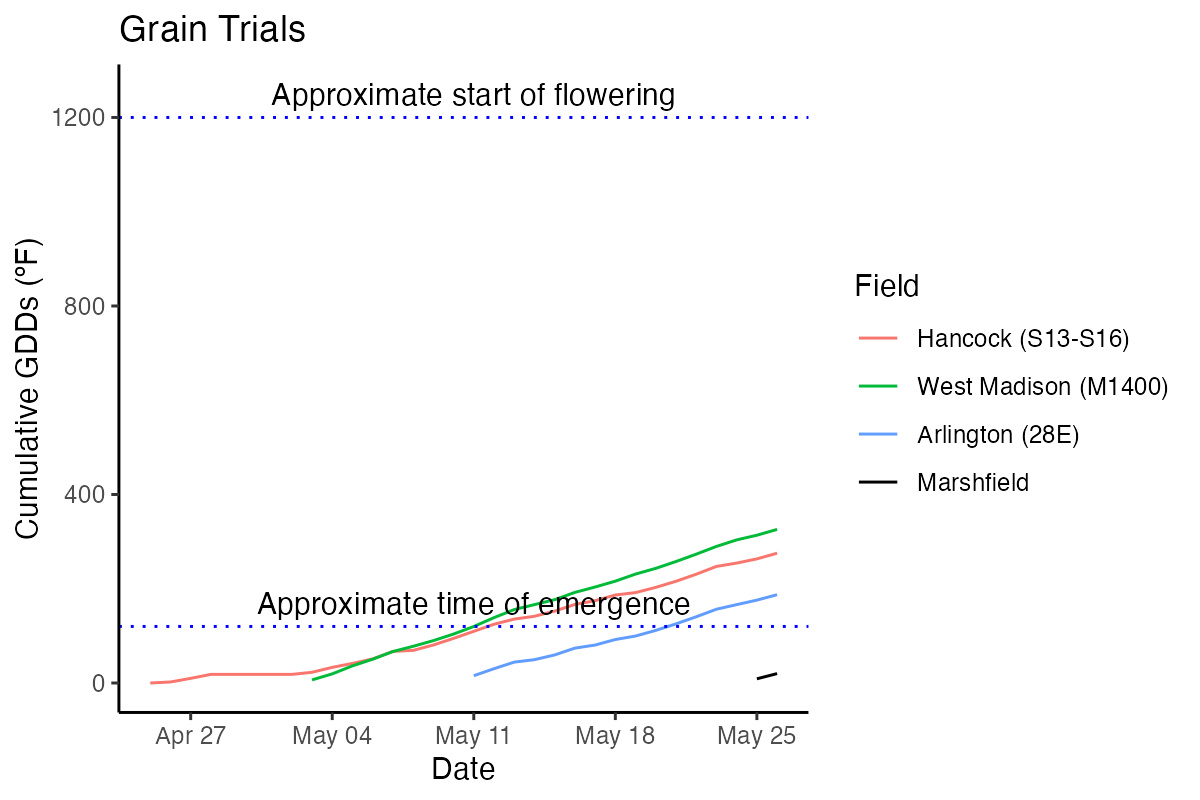 Grain Trials
Approximate start of flowering
1200
800
400
0
Cumulative GDDs (°F)
Approximate time of emergence
Apr 27
May 04
May 11
May 18
May 25
Date
Field
Hancock (S13-S16)
West Madison (M1400)
Arlington (28E)
Marshfield